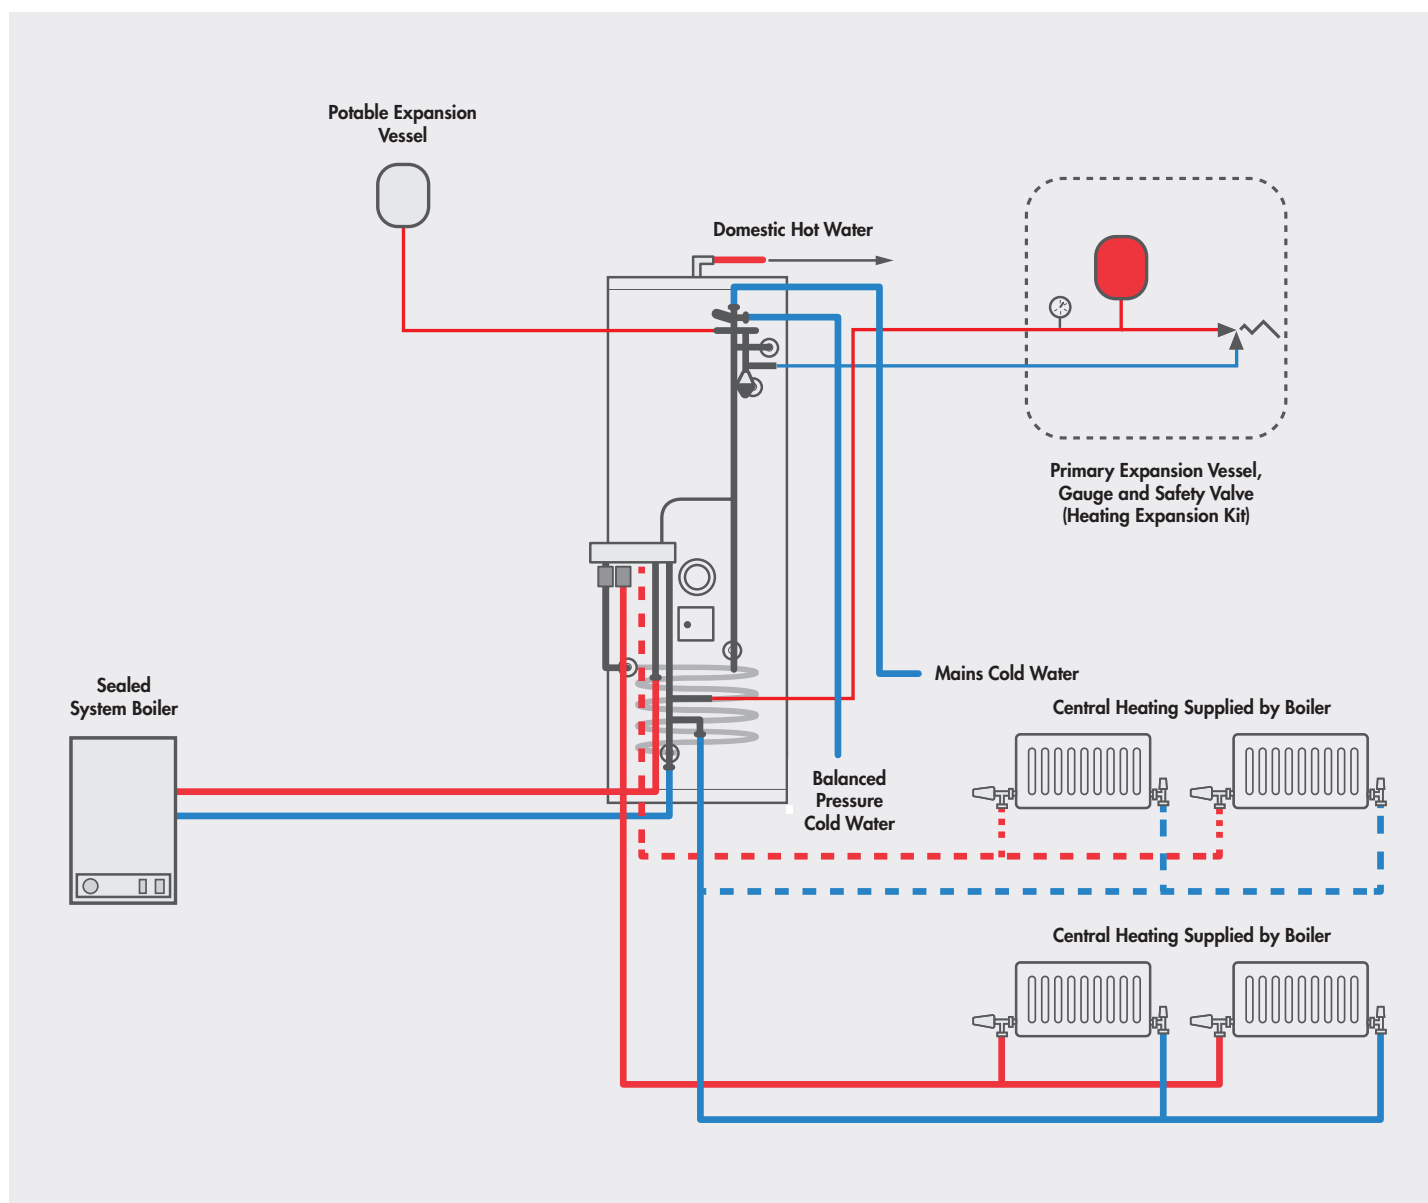 Potable Expansion
Vessel
Domestic Hot Water
Primary Expansion Vessel,
Gauge and Safety Valve
(Heating Expansion Kit)
Sealed
System Boiler
Mains Cold Water
Central Heating Supplied by Boiler
Balanced
Pressure
Cold Water
Central Heating Supplied by Boiler